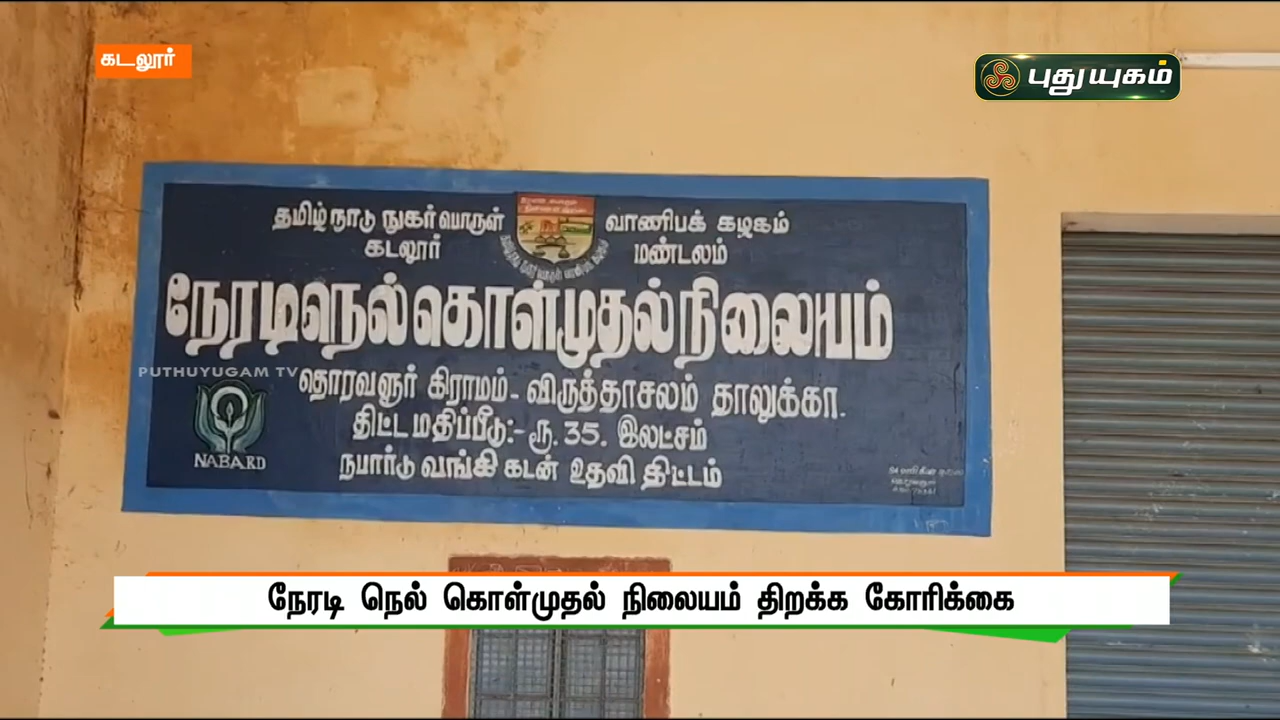 கடலூர்
புதுயுகம்
தமிழ்நாடு நுகர்பொருள் வாணிபக் கழகம்
கடலூர் மண்டலம்
நேரடி நெல் கொள்முதல் நிலையம்
PUTHUYUGAM TV
தொரவளூர் கிராமம் - விருத்தாசலம் தாலுக்கா.
திட்ட மதிப்பீடு:- ரூ. 35. இலட்சம்
நபார்டு வங்கி கடன் உதவி திட்டம்
NABARD
நேரடி நெல் கொள்முதல் நிலையம் திறக்க கோரிக்கை